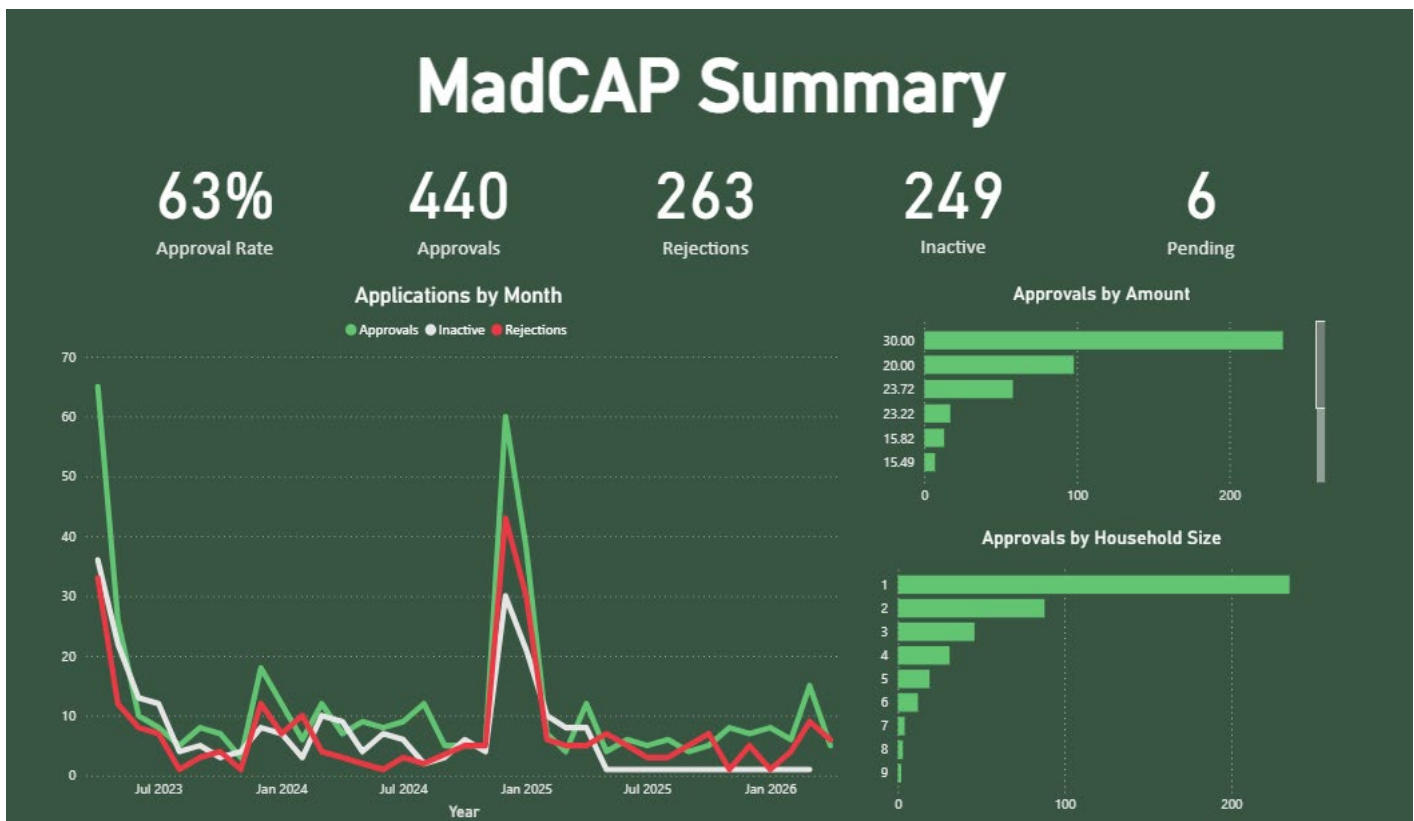 MadCAP Summary
63%
Approval Rate
440
Approvals
263
Rejections
249
Inactive
6
Pending
Applications by Month
Approvals Inactive Rejections
70
60
50
40
30
20
10
0
Jul 2023 Jan 2024 Jul 2024 Jan 2025 Jul 2025 Jan 2026
Year
Approvals by Amount
30.00
20.00
23.72
23.22
15.82
15.49
0 100 200
Approvals by Household Size
1
2
3
4
5
6
7
8
9
0 100 200